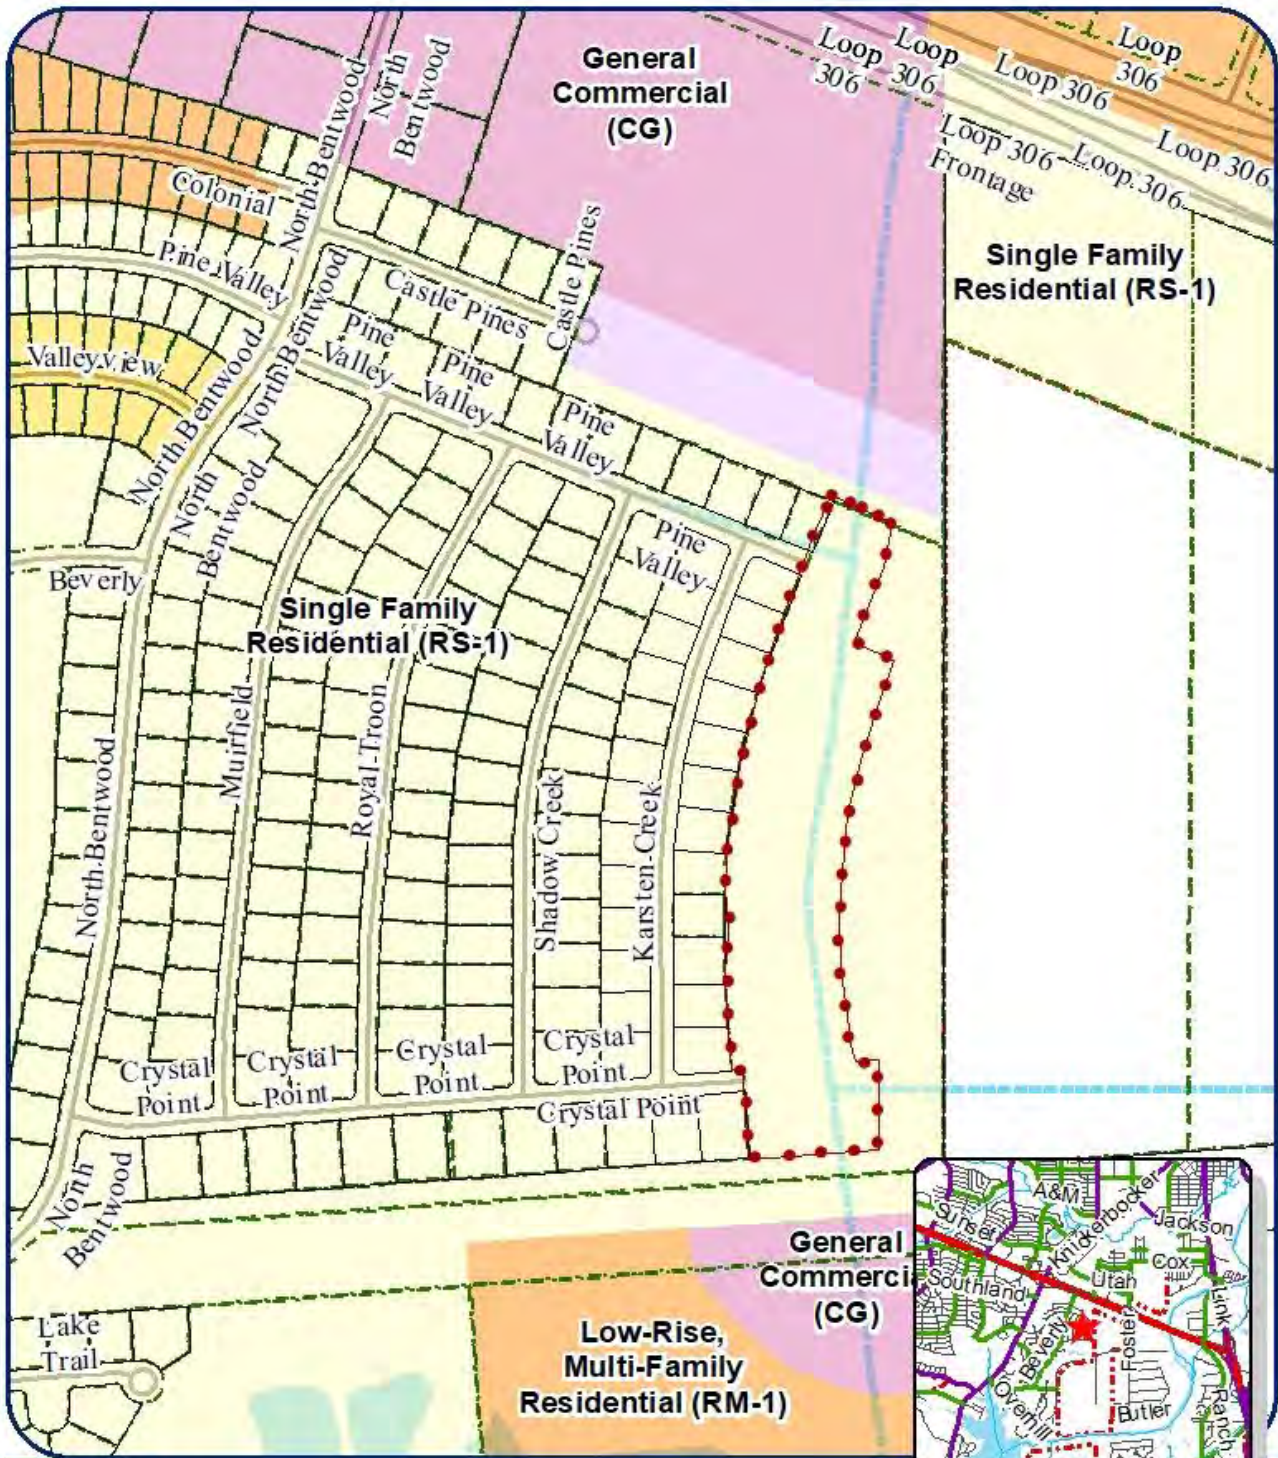 General
Commercial
(CG)
North
Bentwood
North Bentwood
Loop
306
Loop
306
Loop 306
Loop
306
Loop 306
Loop 306
Frontage
Loop 306
Colonial
Castle Pines
Single Family
Residential (RS-1)
Pine Valley
North Bentwood
Castle Pines
Pine
Valley
Pine
Valley
Pine
Valley
Valleyview
North Bentwood
North
Bentwood
Pine
Valley
Beverly
Single Family
Residential (RS-1)
North Bentwood
Muirfield
Royal Troon
Shadow Creek
Karsten Creek
Crystal
Point
Crystal
Point
Crystal
Point
Crystal
Point
Crystal Point
North
Bentwood
General
Commercia
(CG)
Lake
Trail
Low-Rise,
Multi-Family
Residential (RM-1)
A&M
Sunset
Knickerbocker
Jackson
Cox
Southland
Utah
Link
Beverly
Foster
Overhill
Butler
Ranch